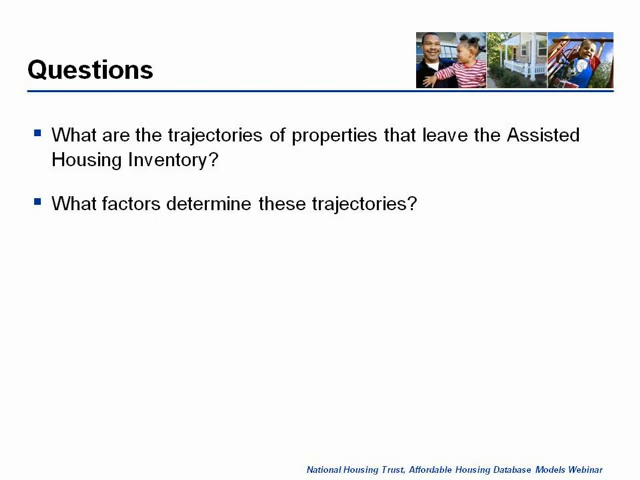 Questions
What are the trajectories of properties that leave the Assisted
Housing Inventory?
What factors determine these trajectories?
National Housing Trust, Affordable Housing Database Models Webinar